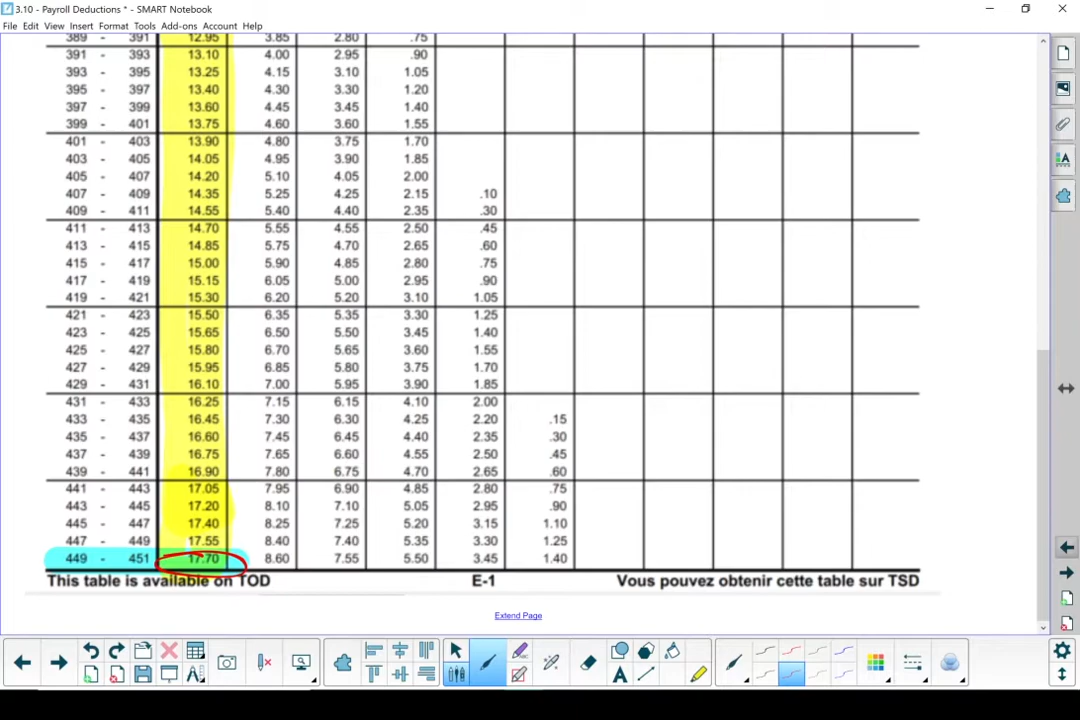 3.10 - Payroll Deductions * - SMART Notebook
File Edit View Insert Format Tools Add-ons Account Help
389 - 391 12.95 3.85 2.80 .75
391 - 393 13.10 4.00 2.95 .90
393 - 395 13.25 4.15 3.10 1.05
395 - 397 13.40 4.30 3.30 1.20
397 - 399 13.60 4.45 3.45 1.40
399 - 401 13.75 4.60 3.60 1.55
401 - 403 13.90 4.80 3.75 1.70
403 - 405 14.05 4.95 3.90 1.85
405 - 407 14.20 5.10 4.05 2.00
407 - 409 14.35 5.25 4.25 2.15 .10
409 - 411 14.55 5.40 4.40 2.35 .30
411 - 413 14.70 5.55 4.55 2.50 .45
413 - 415 14.85 5.75 4.70 2.65 .60
415 - 417 15.00 5.90 4.85 2.80 .75
417 - 419 15.15 6.05 5.00 2.95 .90
419 - 421 15.30 6.20 5.20 3.10 1.05
421 - 423 15.50 6.35 5.35 3.30 1.25
423 - 425 15.65 6.50 5.50 3.45 1.40
425 - 427 15.80 6.70 5.65 3.60 1.55
427 - 429 15.95 6.85 5.80 3.75 1.70
429 - 431 16.10 7.00 5.95 3.90 1.85
431 - 433 16.25 7.15 6.15 4.10 2.00
433 - 435 16.45 7.30 6.30 4.25 2.20 .15
435 - 437 16.60 7.45 6.45 4.40 2.35 .30
437 - 439 16.75 7.65 6.60 4.55 2.50 .45
439 - 441 16.90 7.80 6.75 4.70 2.65 .60
441 - 443 17.05 7.95 6.90 4.85 2.80 .75
443 - 445 17.20 8.10 7.10 5.05 2.95 .90
445 - 447 17.40 8.25 7.25 5.20 3.15 1.10
447 - 449 17.55 8.40 7.40 5.35 3.30 1.25
449 - 451 17.70 8.60 7.55 5.50 3.45 1.40
This table is available on TOD E-1 Vous pouvez obtenir cette table sur TSD
Extend Page